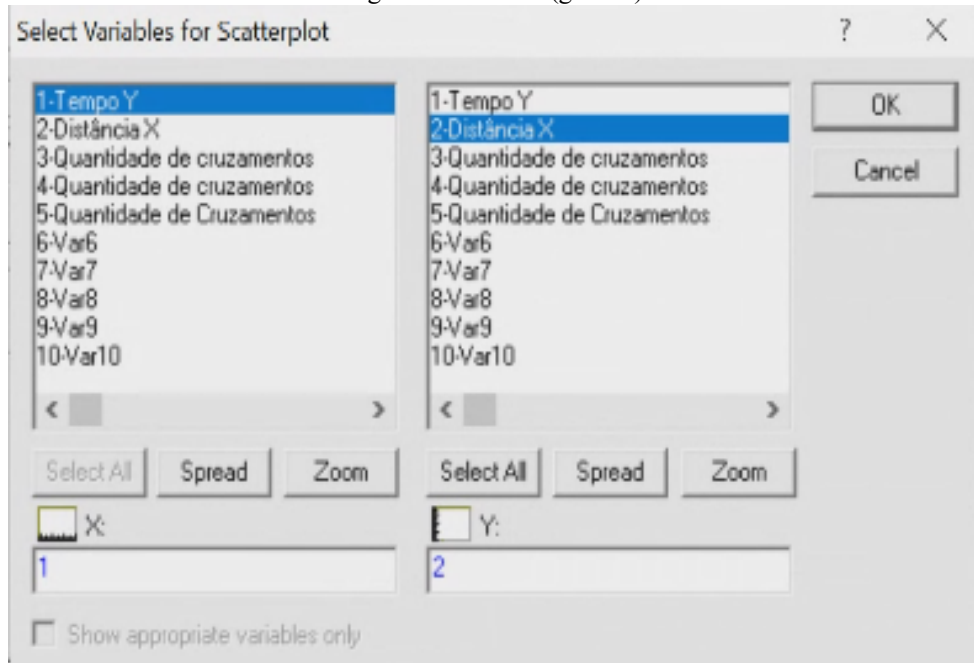 Select Variables for Scatterplot
? X
1-Tempo Y
2-Distância X
3-Quantidade de cruzamentos
4-Quantidade de cruzamentos
5-Quantidade de Cruzamentos
6-Var6
7-Var7
8-Var8
9-Var9
10-Var10
1-Tempo Y
2-Distância X
3-Quantidade de cruzamentos
4-Quantidade de cruzamentos
5-Quantidade de Cruzamentos
6-Var6
7-Var7
8-Var8
9-Var9
10-Var10
OK
Cancel
Select All Spread Zoom
Select All Spread Zoom
X:
1
Y:
2
Show appropriate variables only